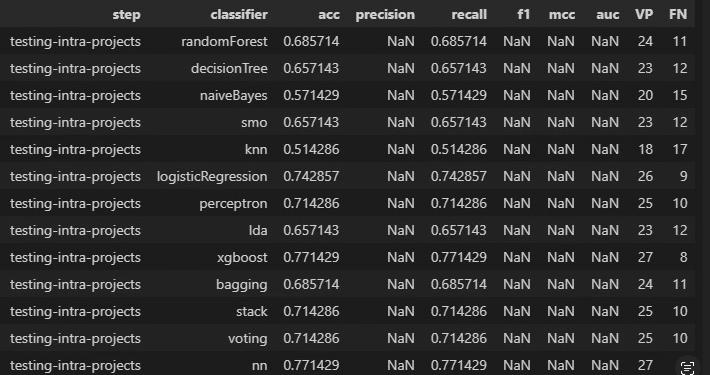 step classifier acc precision recall f1 mcc auc VP FN
testing-intra-projects randomForest 0.685714 NaN 0.685714 NaN NaN NaN 24 11
testing-intra-projects decisionTree 0.657143 NaN 0.657143 NaN NaN NaN 23 12
testing-intra-projects naiveBayes 0.571429 NaN 0.571429 NaN NaN NaN 20 15
testing-intra-projects smo 0.657143 NaN 0.657143 NaN NaN NaN 23 12
testing-intra-projects knn 0.514286 NaN 0.514286 NaN NaN NaN 18 17
testing-intra-projects logisticRegression 0.742857 NaN 0.742857 NaN NaN NaN 26 9
testing-intra-projects perceptron 0.714286 NaN 0.714286 NaN NaN NaN 25 10
testing-intra-projects lda 0.657143 NaN 0.657143 NaN NaN NaN 23 12
testing-intra-projects xgboost 0.771429 NaN 0.771429 NaN NaN NaN 27 8
testing-intra-projects bagging 0.685714 NaN 0.685714 NaN NaN NaN 24 11
testing-intra-projects stack 0.714286 NaN 0.714286 NaN NaN NaN 25 10
testing-intra-projects voting 0.714286 NaN 0.714286 NaN NaN NaN 25 10
testing-intra-projects nn 0.771429 NaN 0.771429 NaN NaN NaN 27